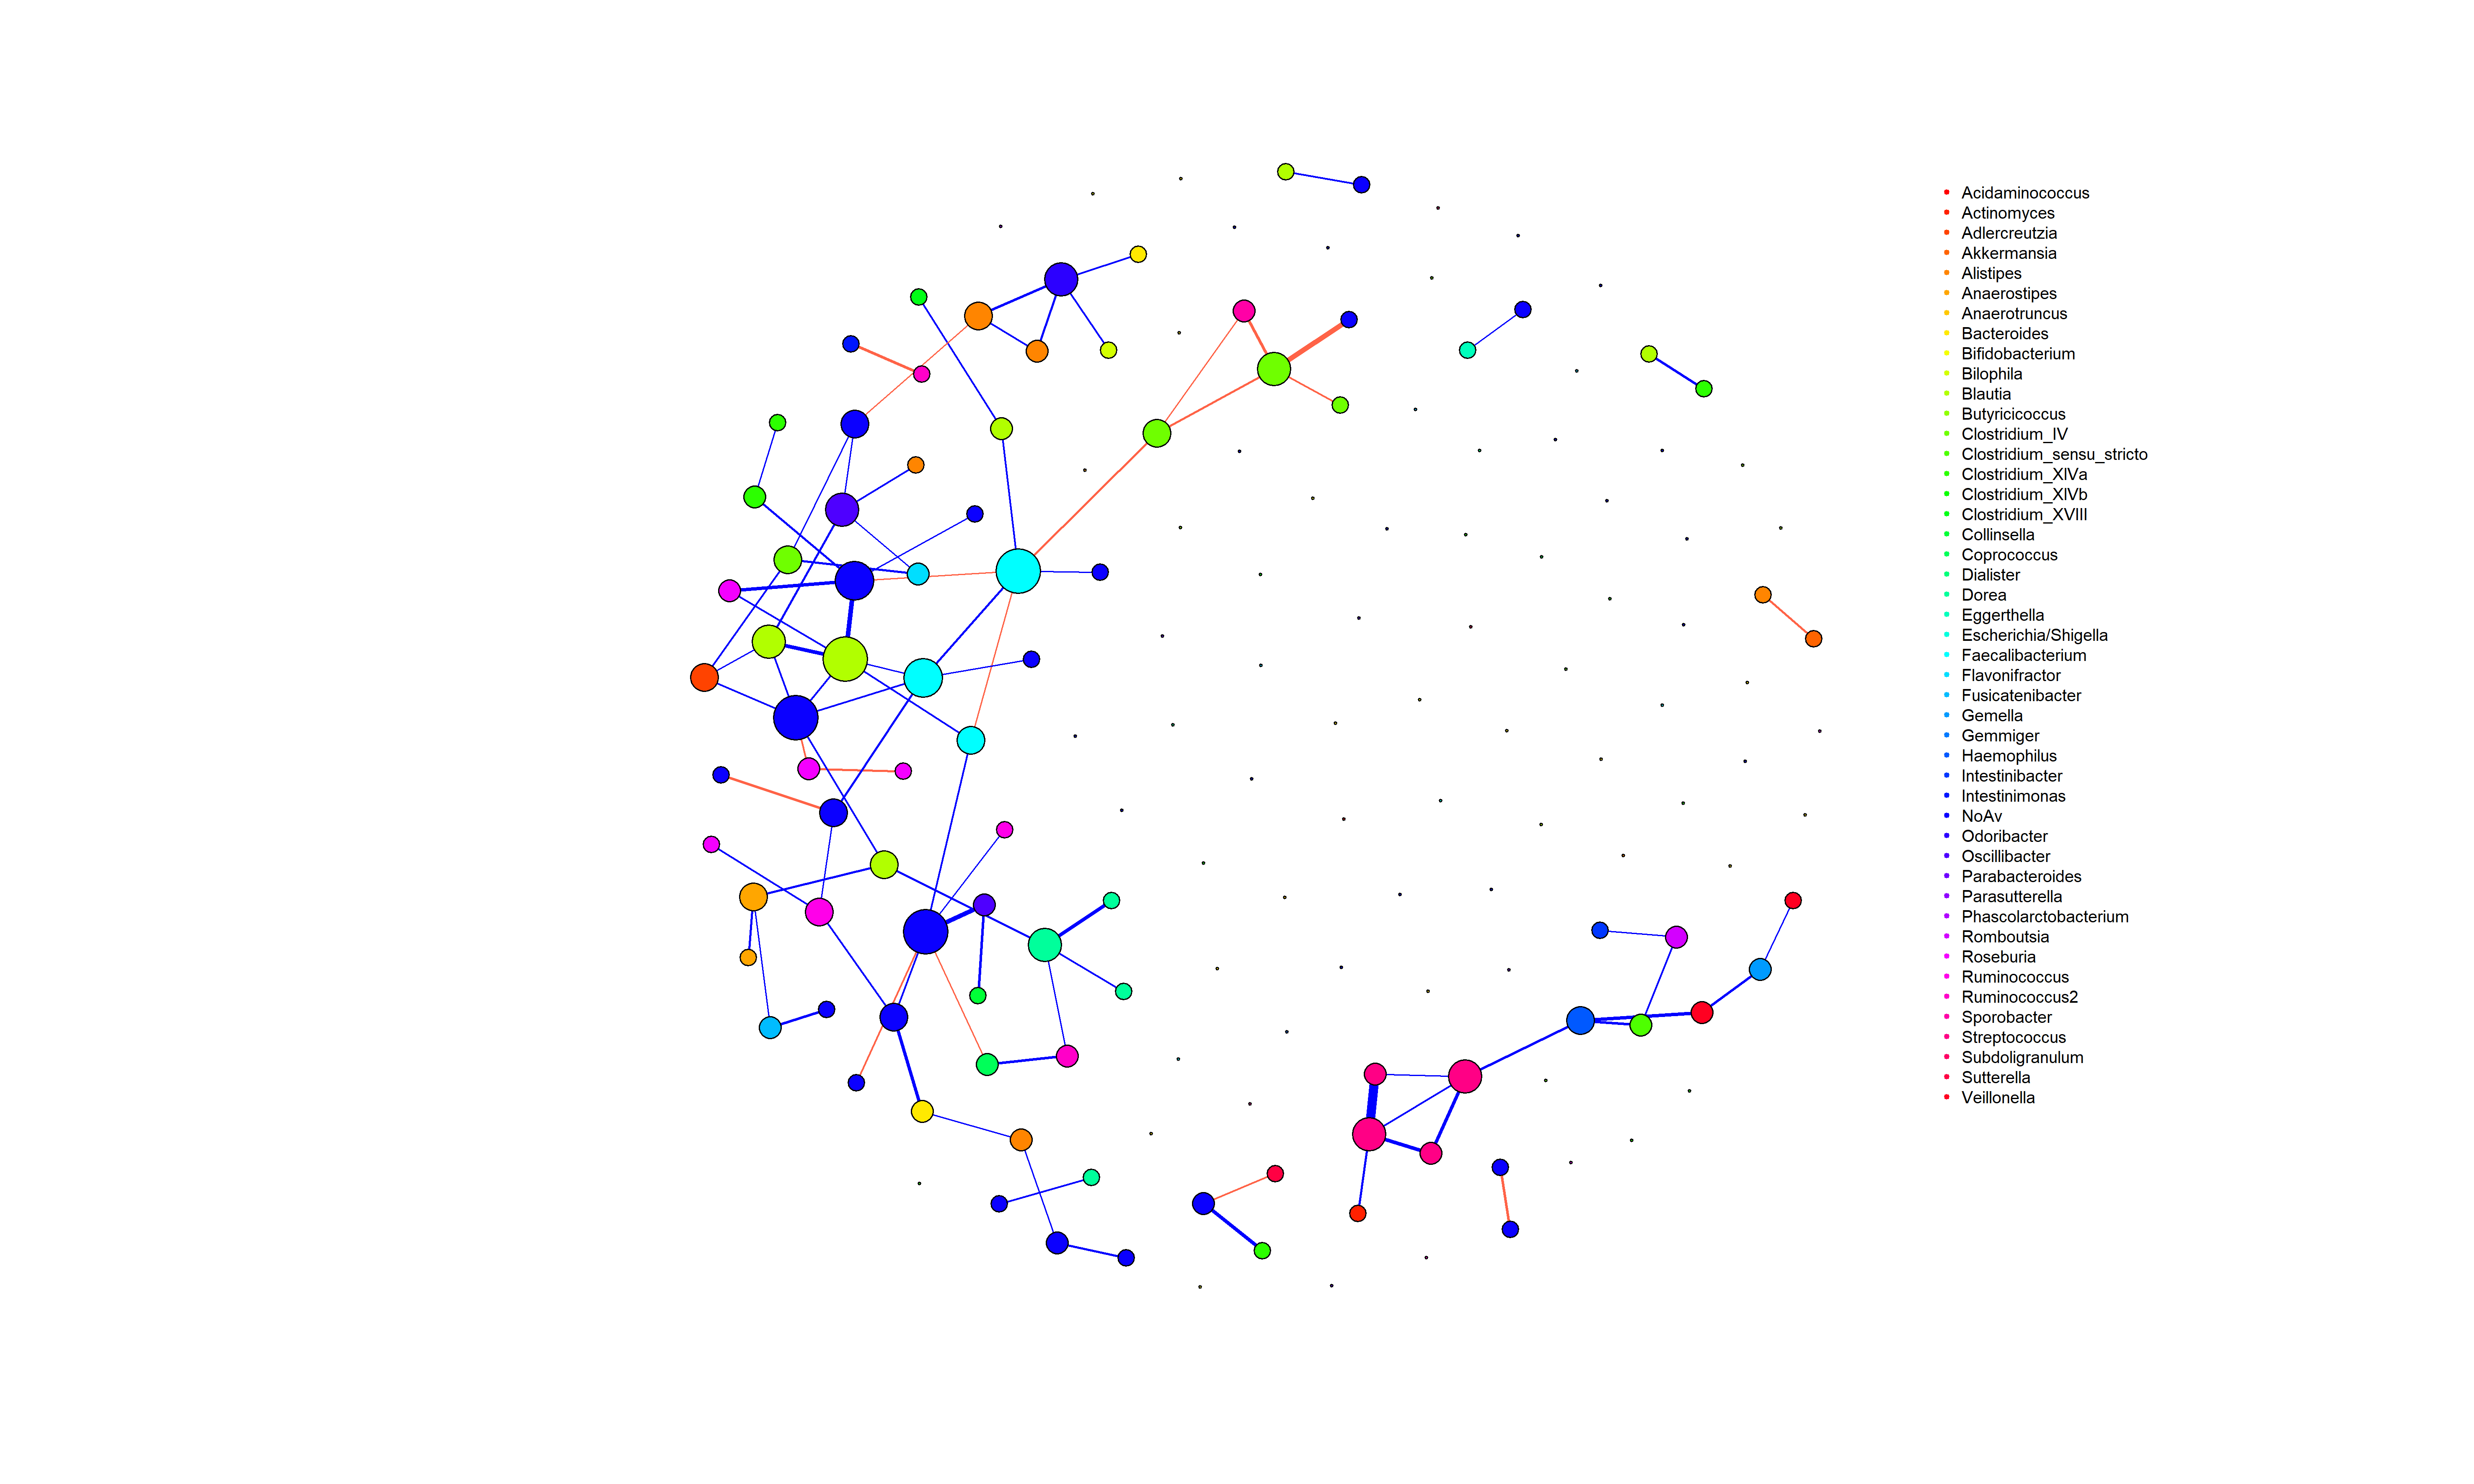 Acidaminococcus
Actinomyces
Adlercreutzia
Akkermansia
Alistipes
Anaerostipes
Anaerotruncus
Bacteroides
Bifidobacterium
Bilophila
Blautia
Butyricicoccus
Clostridium_IV
Clostridium_sensu_stricto
Clostridium_XlVa
Clostridium_XlVb
Clostridium_XVIII
Collinsella
Coprococcus
Dialister
Dorea
Eggerthella
Escherichia/Shigella
Faecalibacterium
Flavonifractor
Fusicatenibacter
Gemella
Gemmiger
Haemophilus
Intestinibacter
Intestinimonas
NoAv
Odoribacter
Oscillibacter
Parabacteroides
Parasutterella
Phascolarctobacterium
Romboutsia
Roseburia
Ruminococcus
Ruminococcus2
Sporobacter
Streptococcus
Subdoligranulum
Sutterella
Veillonella